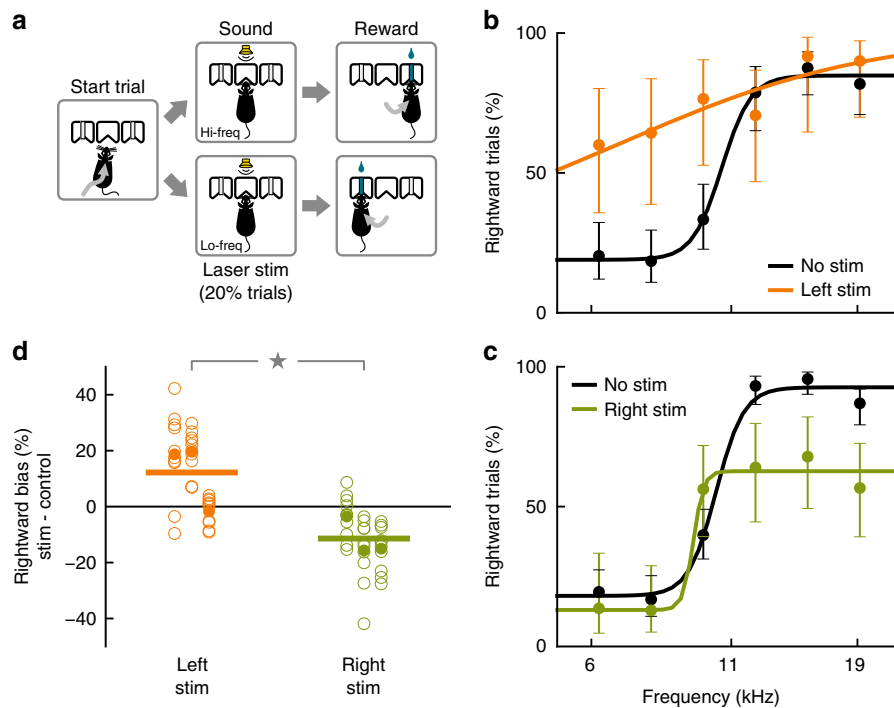 a
Start trial
Sound
Reward
Hi-freq
Lo-freq
Laser stim
(20% trials)
b
Rightward trials (%)
100
50
0
No stim
Left stim
c
Rightward trials (%)
100
50
0
No stim
Right stim
6
11
19
Frequency (kHz)
d
Rightward bias (%)
stim - control
40
20
0
−20
−40
Left
stim
Right
stim